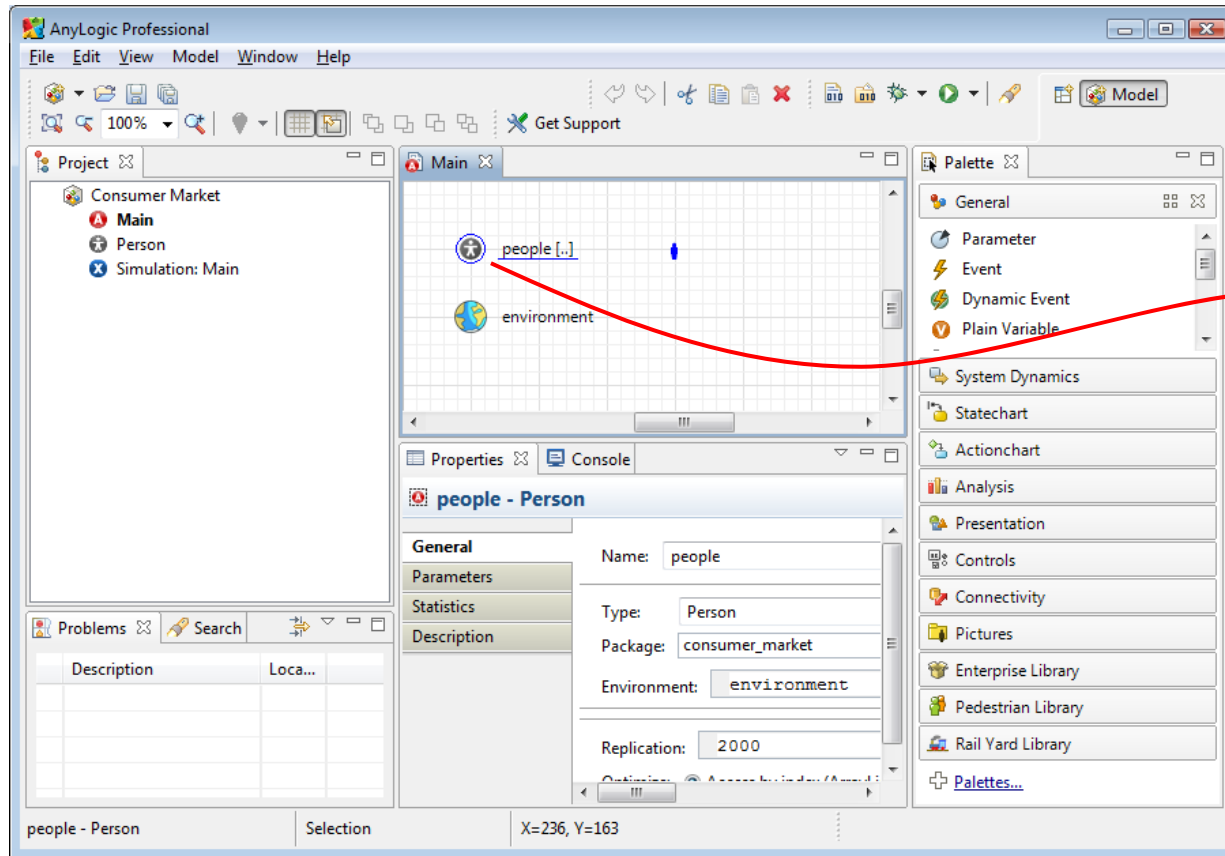 AnyLogic Professional
File Edit View Model Window Help
100% Get Support Model
Project
Consumer Market
Main
Person
Simulation: Main
Problems Search
Description Loca...
Main
people [..]
environment
Properties Console
people - Person
General
Parameters
Statistics
Description
Name: people
Type: Person
Package: consumer_market
Environment: environment
Replication: 2000
Palette
General
Parameter
Event
Dynamic Event
Plain Variable
System Dynamics
Statechart
Actionchart
Analysis
Presentation
Controls
Connectivity
Pictures
Enterprise Library
Pedestrian Library
Rail Yard Library
Palettes...
people - Person Selection X=236, Y=163